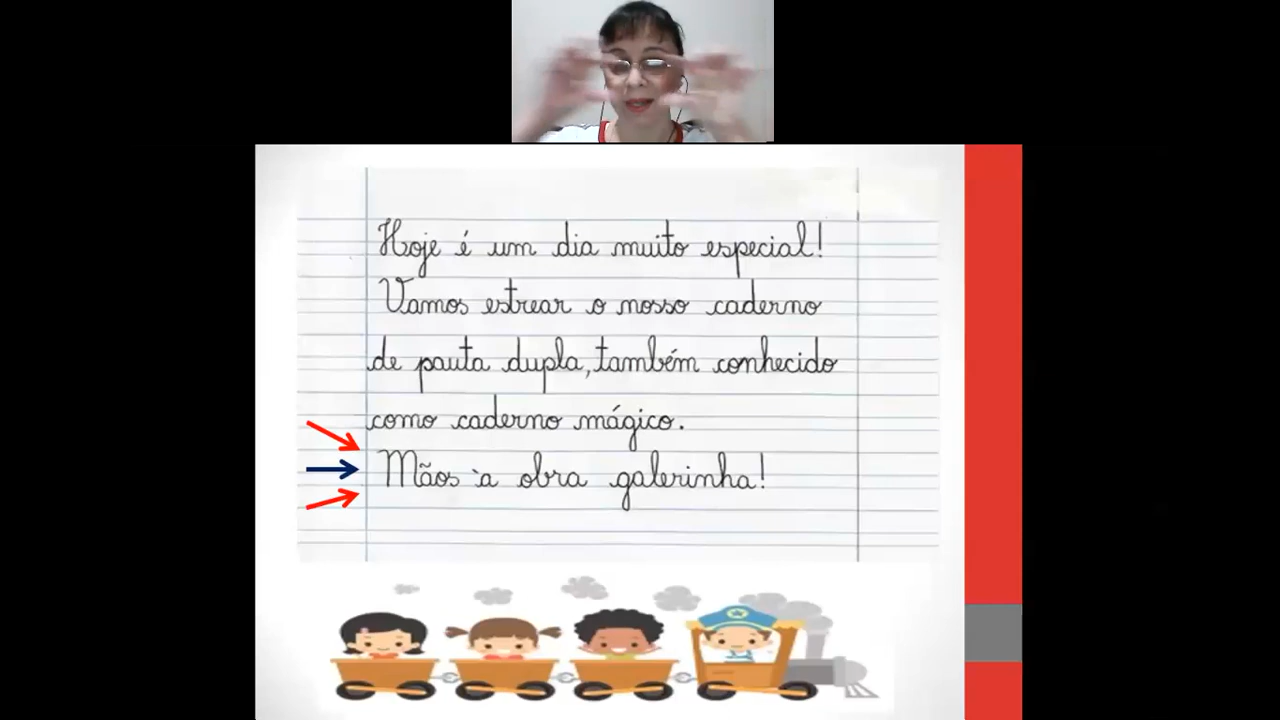 Hoje é um dia muito especial!
Vamos estrear o nosso caderno
de pauta dupla, também conhecido
como caderno mágico.
Mãos à obra galerinha!